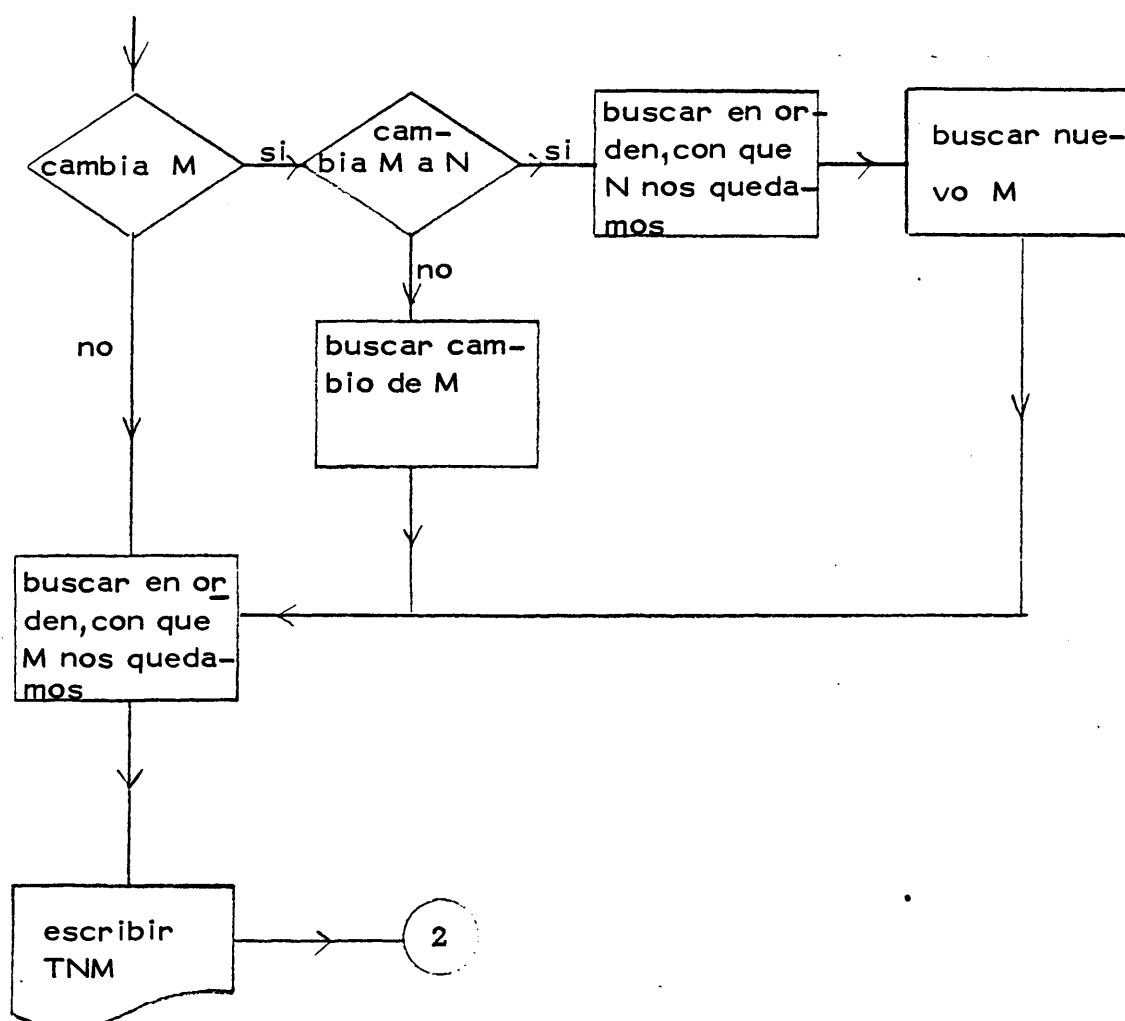 cambia M
si
cam-
bia M a N
si
buscar en or-
den,con que
N nos queda-
mos
buscar nue-
vo M
no
no
buscar cam-
bio de M
buscar en or
den,con que
M nos queda-
mos
escribir
TNM
2